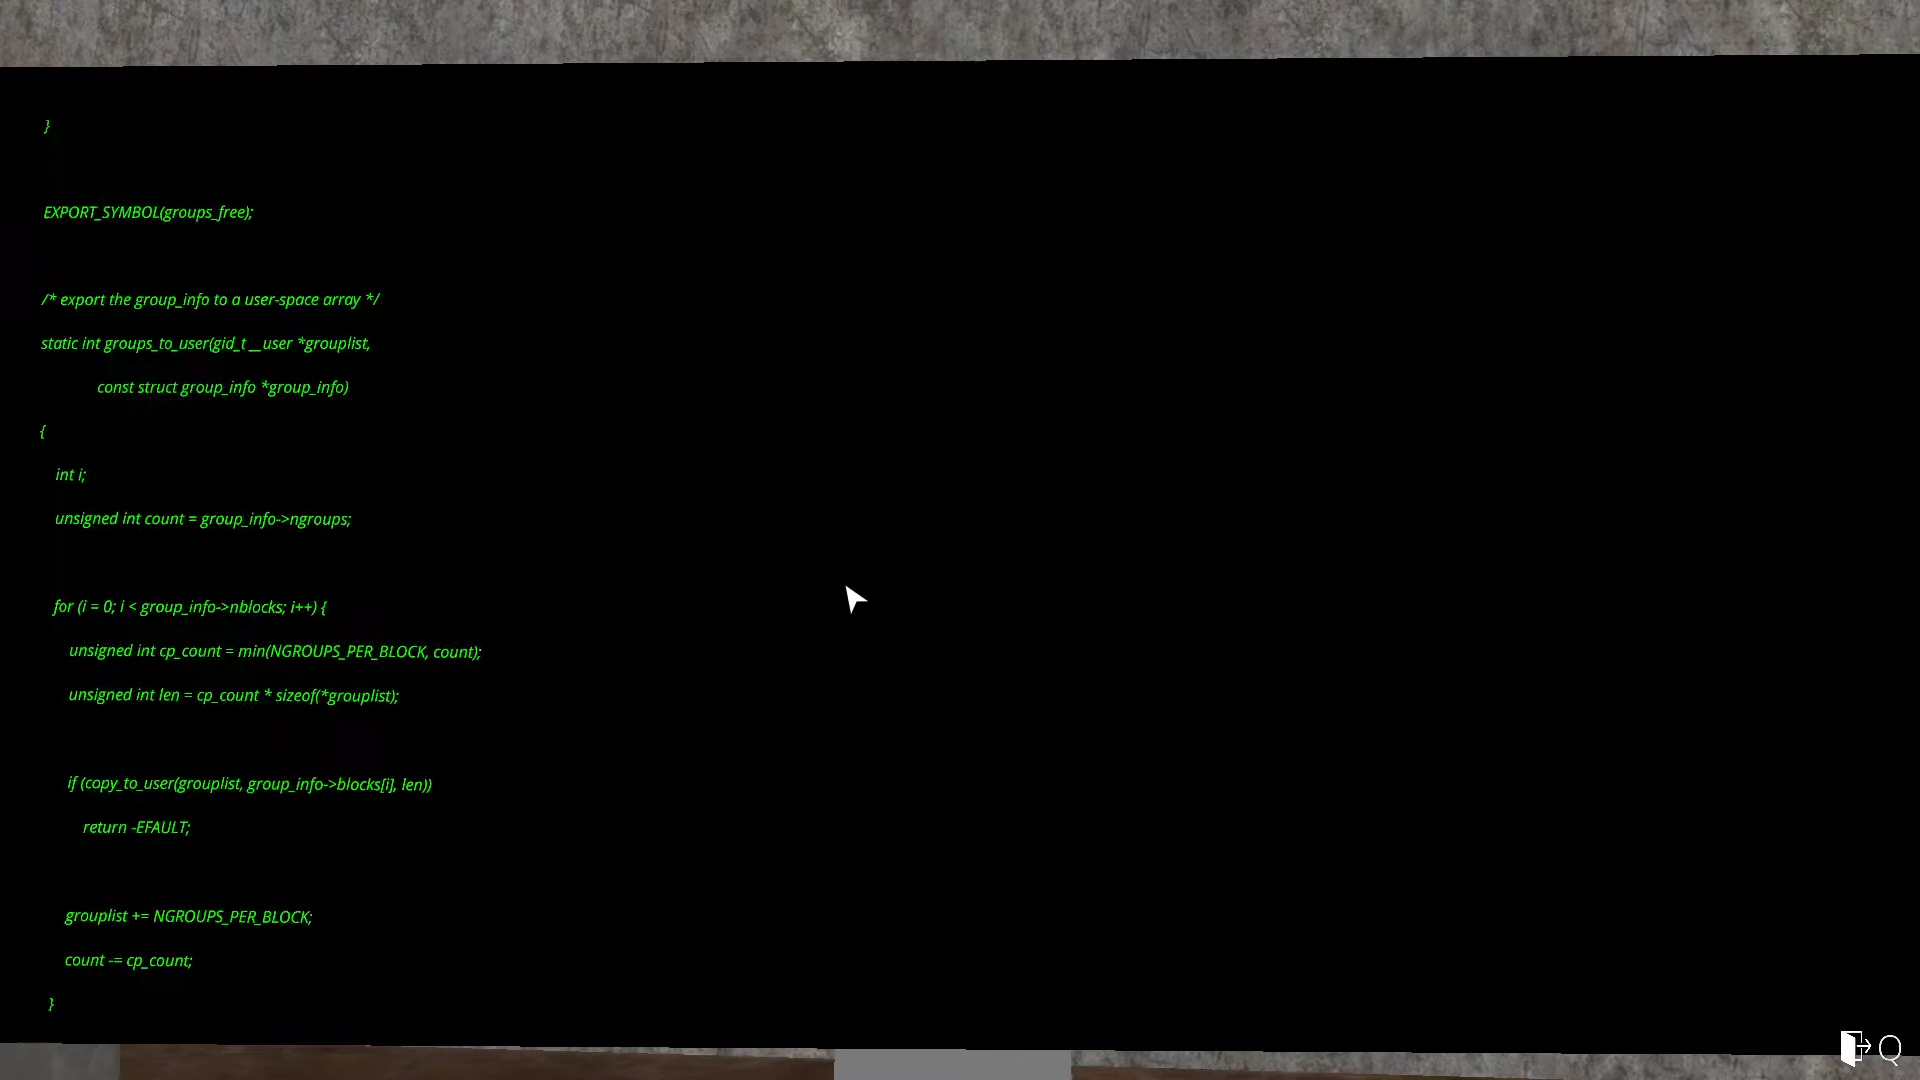 }
EXPORT_SYMBOL(groups_free);
/* export the group_info to a user-space array */
static int groups_to_user(gid_t __user *grouplist,
const struct group_info *group_info)
{
int i;
unsigned int count = group_info->ngroups;
for (i = 0; i < group_info->nblocks; i++) {
unsigned int cp_count = min(NGROUPS_PER_BLOCK, count);
unsigned int len = cp_count * sizeof(*grouplist);
if (copy_to_user(grouplist, group_info->blocks[i], len))
return -EFAULT;
grouplist += NGROUPS_PER_BLOCK;
count -= cp_count;
}
Q